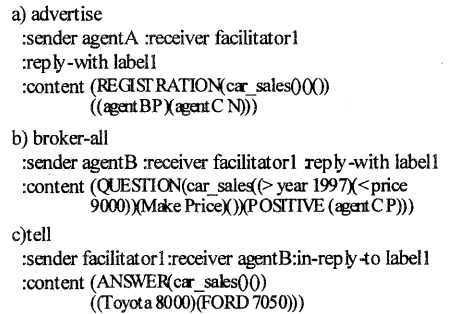 a) advertise
:sender agentA :receiver facilitator1
:reply-with label1
:content (REGISTRATION(car_sales()()())
((agent B P)(agent C N)))
b) broker-all
:sender agentB :receiver facilitator1 :reply-with label1
:content (QUESTION(car_sales((> year 1997)(<price
9000))(Make Price)())(POSITIVE (agent C P)))
c)tell
:sender facilitator1:receiver agentB:in-reply-to label1
:content (ANSWER(car_sales()())
((Toyota 8000)(FORD 7050)))